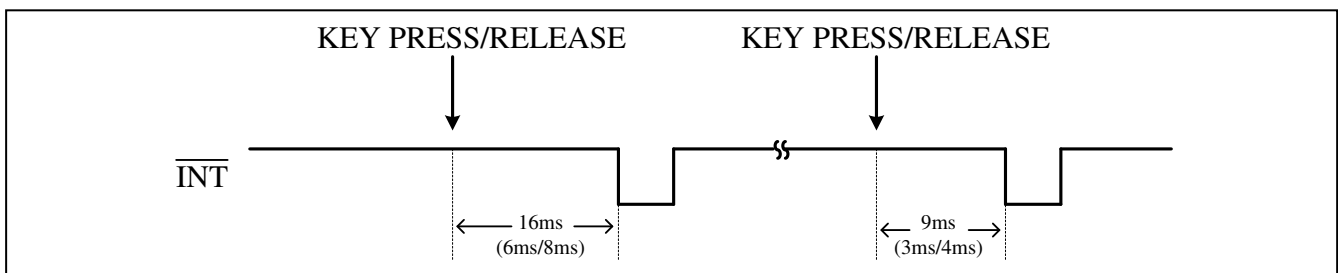 KEY PRESS/RELEASE KEY PRESS/RELEASE
INT
16ms 9ms
(6ms/8ms) (3ms/4ms)